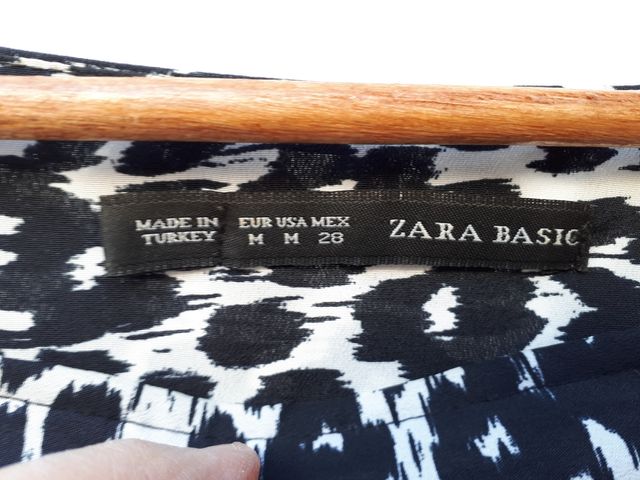 MADE IN
TURKEY
EUR USA MEX
M M 28
ZARA BASIC